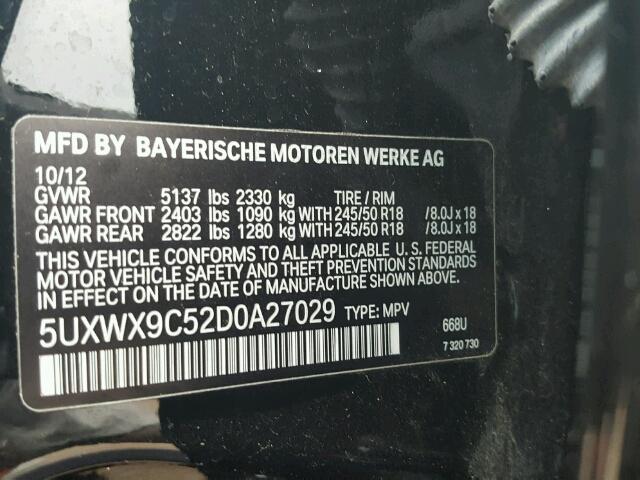 MFD BY BAYERISCHE MOTOREN WERKE AG
10/12
GVWR 5137 lbs 2330 kg TIRE / RIM
GAWR FRONT 2403 lbs 1090 kg WITH 245/50 R18 /8.0J x 18
GAWR REAR 2822 lbs 1280 kg WITH 245/50 R18 /8.0J x 18
THIS VEHICLE CONFORMS TO ALL APPLICABLE U. S. FEDERAL
MOTOR VEHICLE SAFETY AND THEFT PREVENTION STANDARDS
IN EFFECT ON THE DATE OF MANUFACTURE SHOWN ABOVE.
5UXWX9C52D0A27029 TYPE: MPV
668U
7 320 730